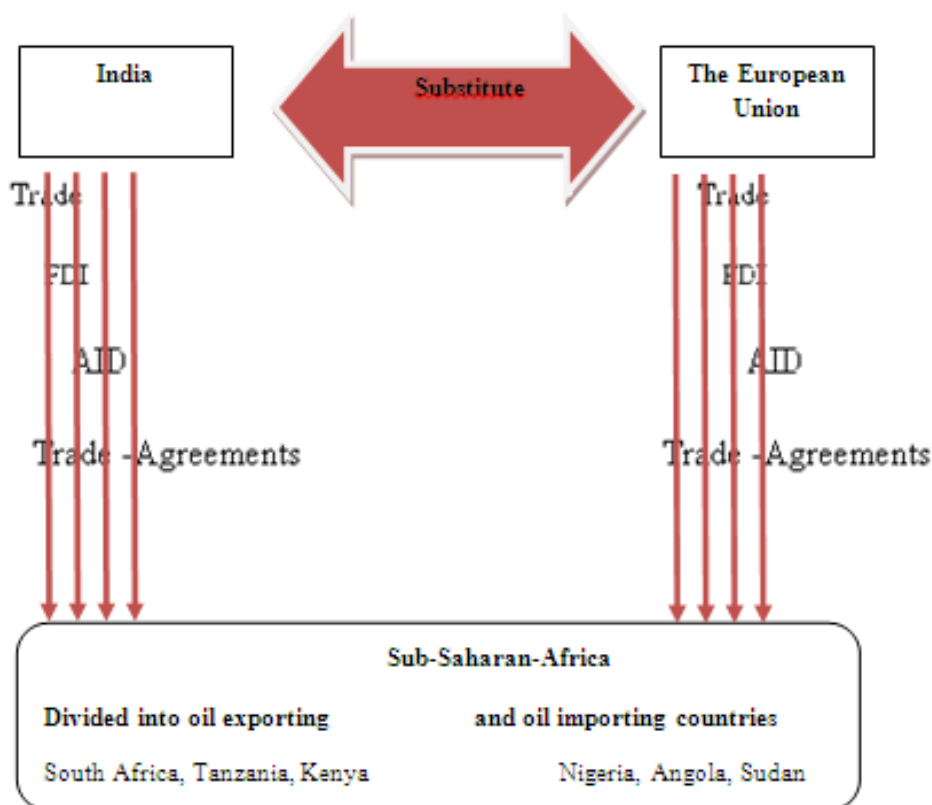 India
Substitute
The European
Union
Trade
Trade
FDI
FDI
AID
AID
Trade -Agreements
Trade -Agreements
Sub-Saharan-Africa
Divided into oil exporting and oil importing countries
South Africa, Tanzania, Kenya Nigeria, Angola, Sudan